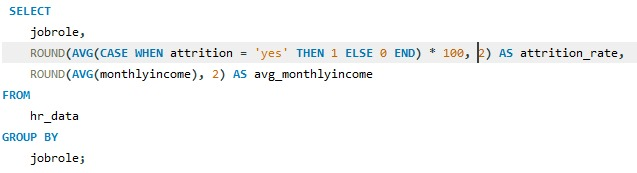 SELECT
jobrole,
ROUND(AVG(CASE WHEN attrition = 'yes' THEN 1 ELSE 0 END) * 100, 2) AS attrition_rate,
ROUND(AVG(monthlyincome), 2) AS avg_monthlyincome
FROM
hr_data
GROUP BY
jobrole;